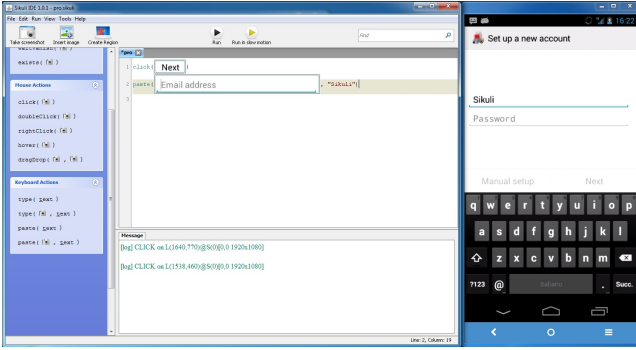 Sikuli IDE 1.0.1 - pro.sikuli
File Edit Run View Tools Help
Take screenshot Insert image Create Region
Run Run in slow motion
Find
exists( )
Mouse Actions
click( )
doubleClick( )
rightClick( )
hover( )
dragDrop( , )
Keyboard Actions
type( text )
type( , text )
paste( text )
paste( , text )
*pro
1 click( Next )
2 paste( Email address , "Sikuli")
3
Message
[log] CLICK on L(1640,770)@S(0)[0,0 1920x1080]
[log] CLICK on L(1538,460)@S(0)[0,0 1920x1080]
Line: 2, Column: 19
16:22
Set up a new account
Sikuli
Password
Manual setup Next
q w e r t y u i o p
a s d f g h j k l
z x c v b n m
?123 @ Italiano . Succ.